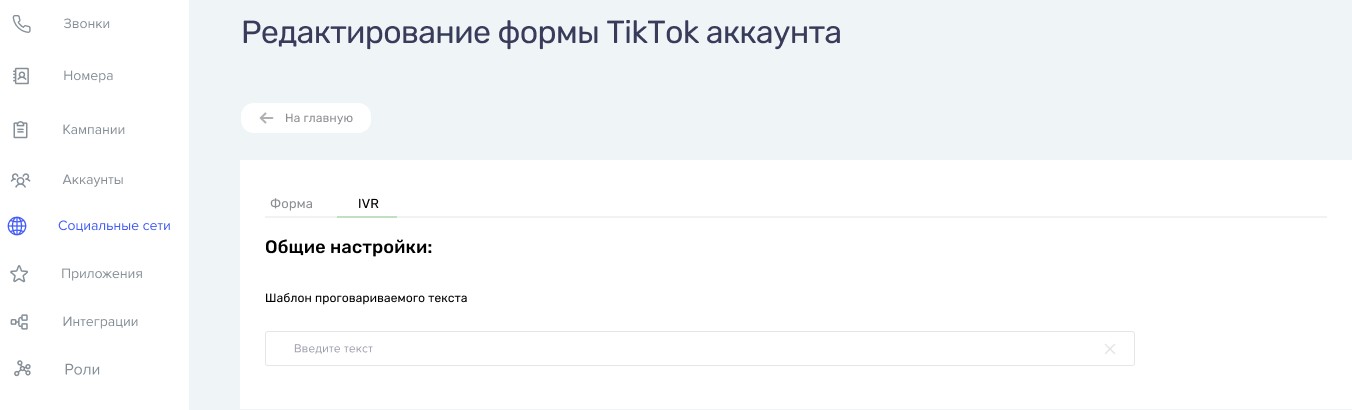 Звонки
Номера
Кампании
Аккаунты
Социальные сети
Приложения
Интеграции
Роли
Редактирование формы TikTok аккаунта
На главную
Форма IVR
Общие настройки:
Шаблон проговариваемого текста
Введите текст